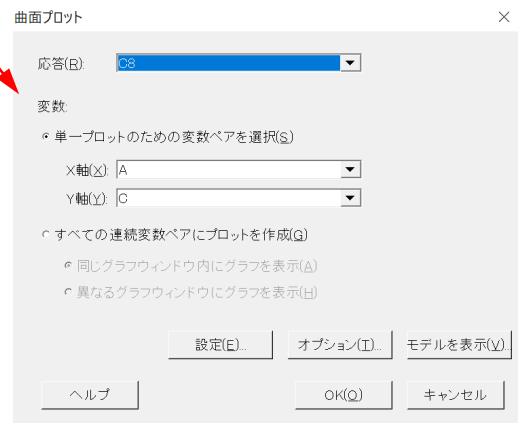 曲面プロット
応答(R): C8
変数:
単一プロットのための変数ペアを選択(S)
X軸(X): A
Y軸(Y): C
すべての連続変数ペアにプロットを作成(G)
同じグラフウィンドウ内にグラフを表示(A)
異なるグラフウィンドウにグラフを表示(H)
設定(E)... オプション(T)... モデルを表示(V)...
ヘルプ OK(O) キャンセル